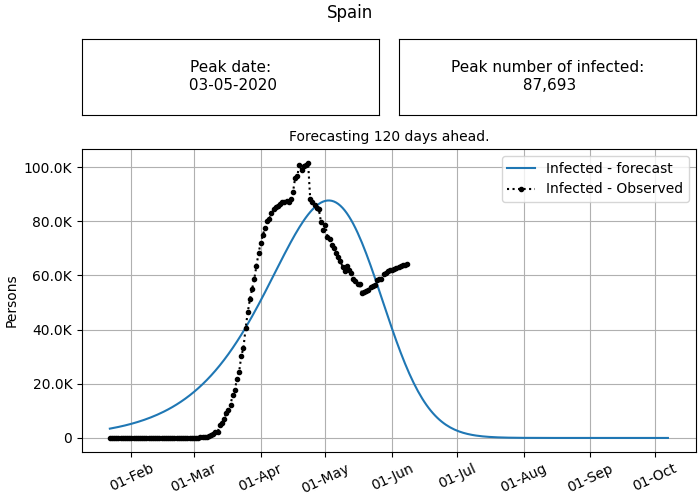 Spain
Peak date:
03-05-2020
Peak number of infected:
87,693
Forecasting 120 days ahead.
Infected - forecast
Infected - Observed
100.0K
80.0K
60.0K
40.0K
20.0K
0
Persons
01-Feb
01-Mar
01-Apr
01-May
01-Jun
01-Jul
01-Aug
01-Sep
01-Oct